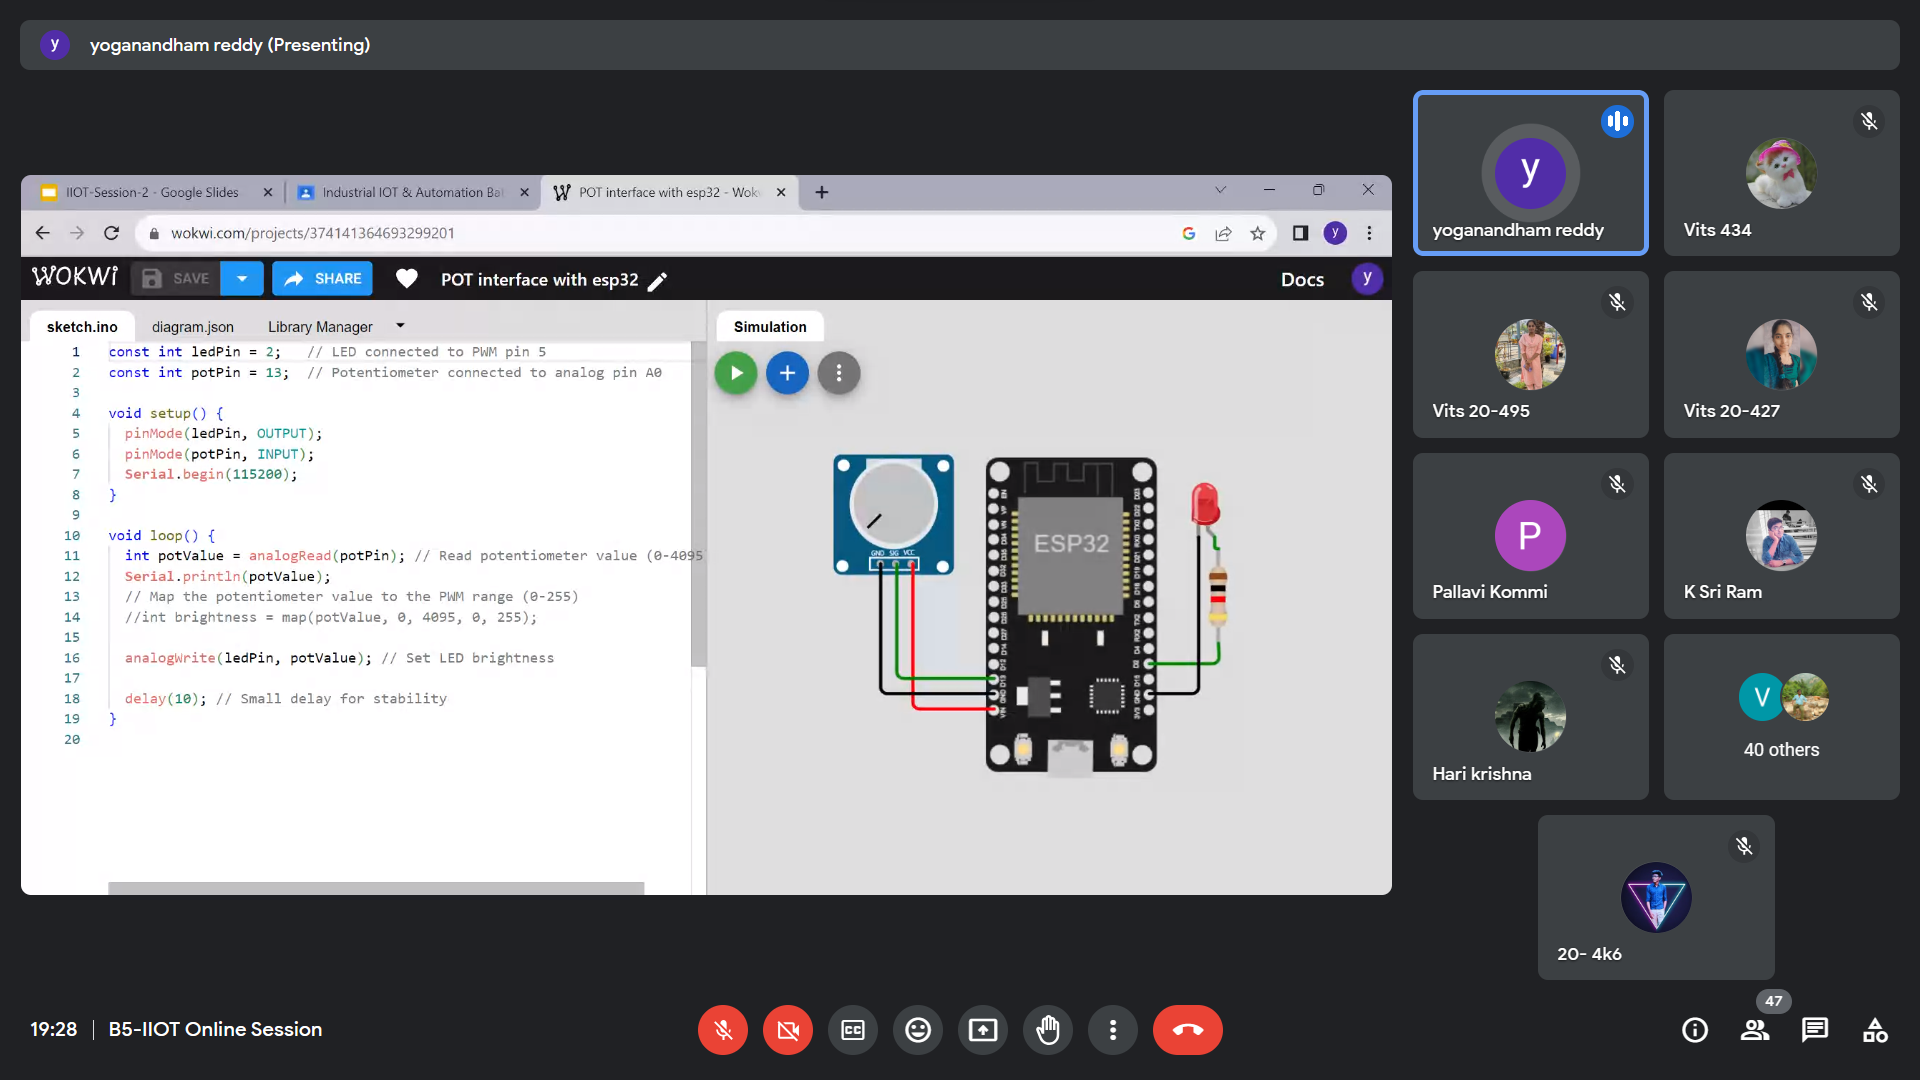 y yoganandham reddy (Presenting)
IIOT-Session-2 - Google Slides
Industrial IOT & Automation Ba
POT interface with esp32 - Wok
wokwi.com/projects/374141364693299201
y
WOKWI
SAVE
SHARE
POT interface with esp32
Docs
y
sketch.ino
diagram.json
Library Manager
1 const int ledPin = 2; // LED connected to PWM pin 5
2 const int potPin = 13; // Potentiometer connected to analog pin A0
3
4 void setup() {
5 pinMode(ledPin, OUTPUT);
6 pinMode(potPin, INPUT);
7 Serial.begin(115200);
8 }
9
10 void loop() {
11 int potValue = analogRead(potPin); // Read potentiometer value (0-4095
12 Serial.println(potValue);
13 // Map the potentiometer value to the PWM range (0-255)
14 //int brightness = map(potValue, 0, 4095, 0, 255);
15
16 analogWrite(ledPin, potValue); // Set LED brightness
17
18 delay(10); // Small delay for stability
19 }
20
Simulation
GND SIG VCC
ESP32
y
yoganandham reddy
Vits 434
Vits 20-495
Vits 20-427
P
Pallavi Kommi
K Sri Ram
Hari krishna
V
40 others
20- 4k6
19:28
B5-IIOT Online Session
CC
47